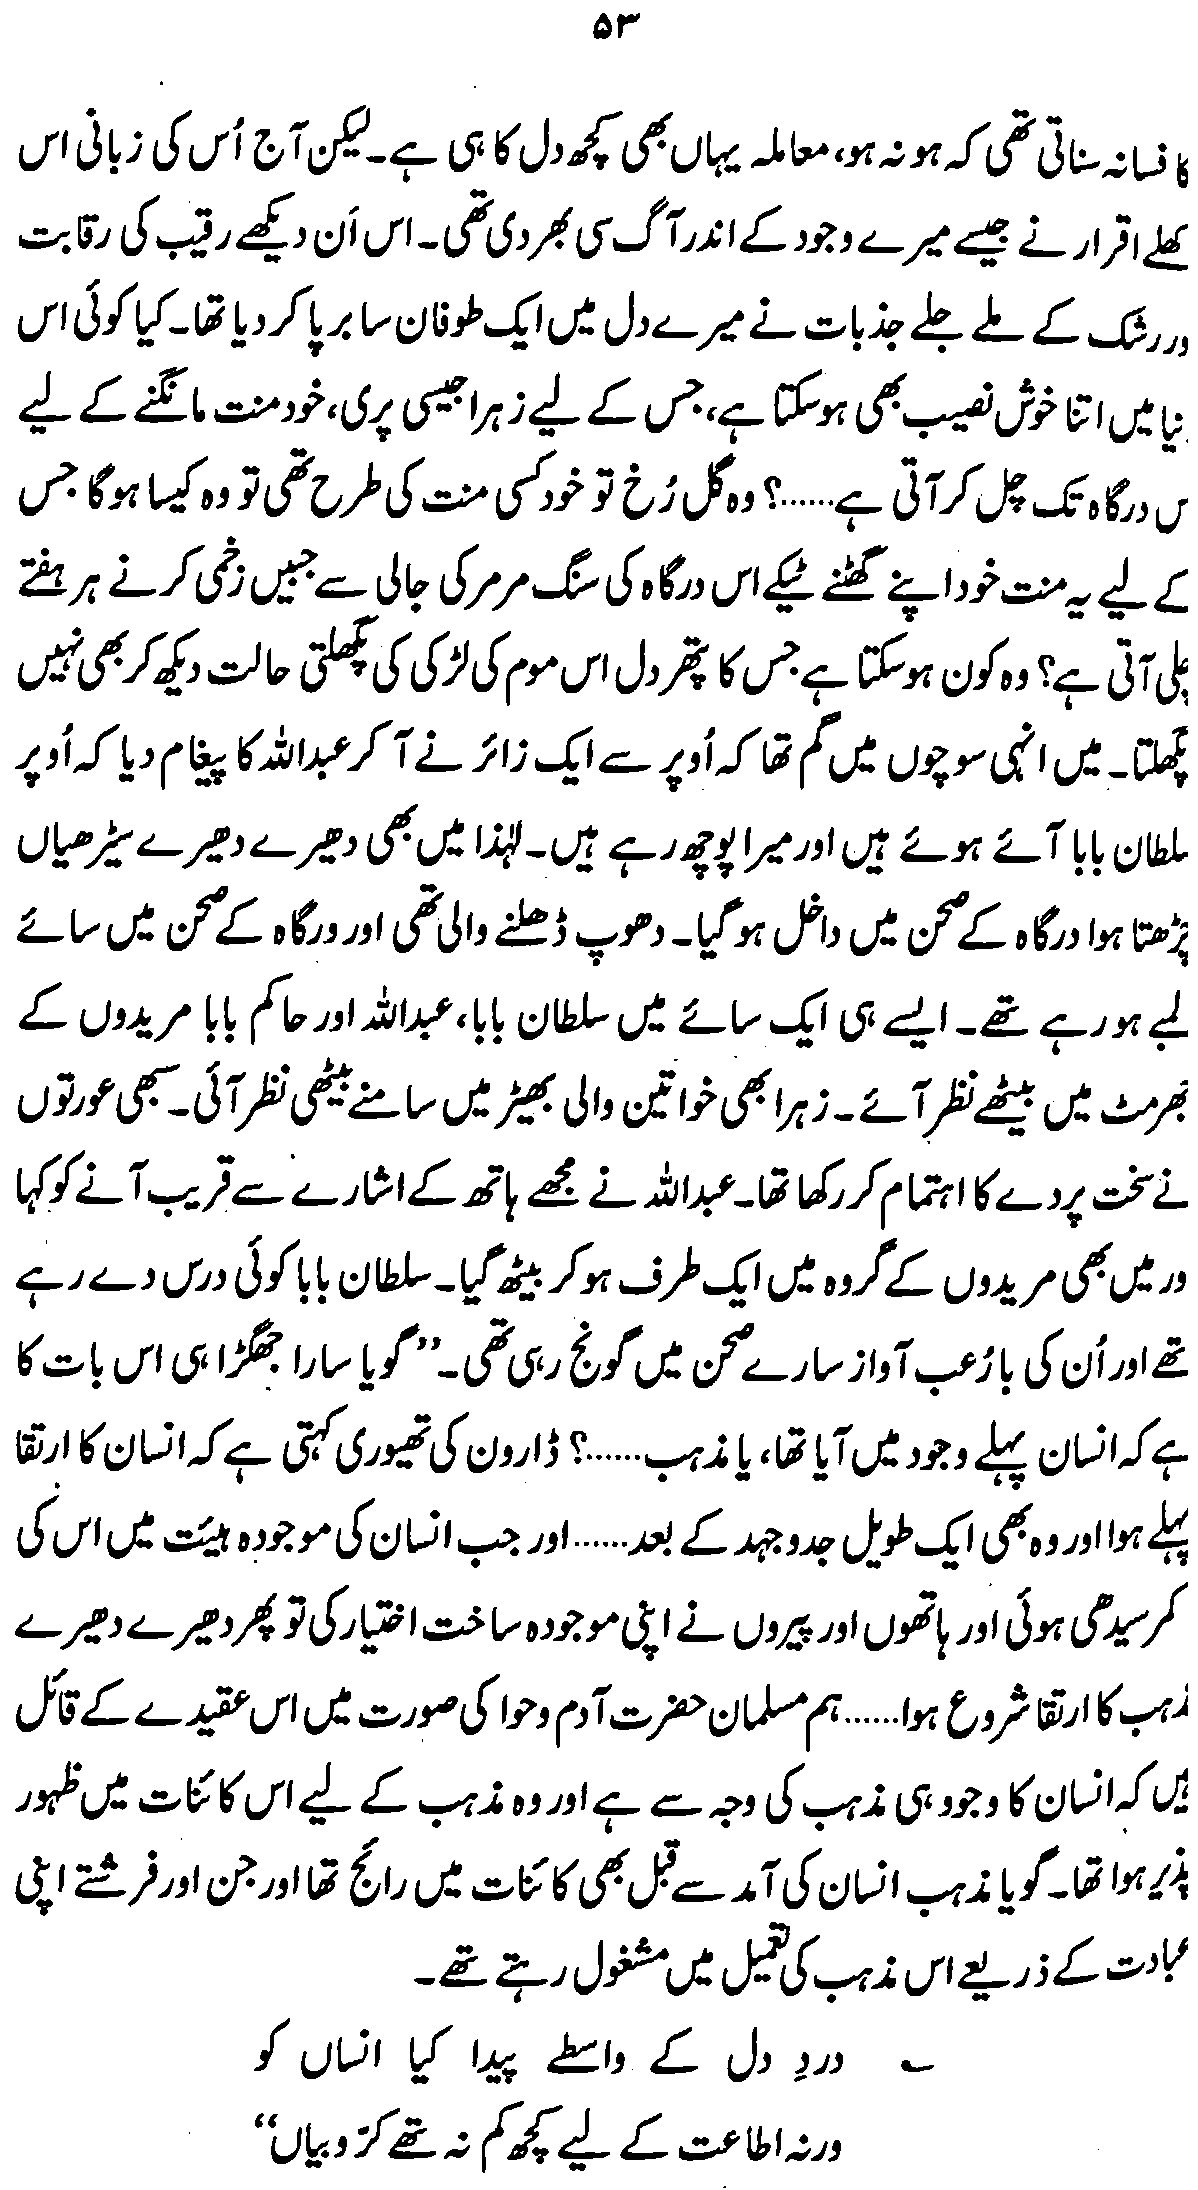 ۵۳
کا فسانہ سناتی تھی کہ ہو نہ ہو، معاملہ یہاں بھی کچھ دل کا ہی ہے۔ لیکن آج اُس کی زبانی اس
کھلے اقرار نے جیسے میرے وجود کے اندر آگ سی بھر دی تھی۔ اس اَن دیکھے رقیب کی رقابت
ور رشک کے ملے جلے جذبات نے میرے دل میں ایک طوفان سا برپا کر دیا تھا۔ کیا کوئی اس
نیا میں اتنا خوش نصیب بھی ہو سکتا ہے، جس کے لیے زہرا جیسی پری، خود منت مانگنے کے لیے
س درگاہ تک چل کر آتی ہے......؟ وہ گل رُخ تو خود کسی منت کی طرح تھی تو وہ کیسا ہو گا جس
کے لیے یہ منت خود اپنے گھٹنے ٹیکے اس درگاہ کی سنگ مرمر کی جالی سے جبیں زخمی کرنے ہر ہفتے
چلی آتی ہے؟ وہ کون ہو سکتا ہے جس کا پتھر دل اس موم کی لڑکی کی پگھلتی حالت دیکھ کر بھی نہیں
پگھلتا۔ میں انہی سوچوں میں گم تھا کہ اُوپر سے ایک زائر نے آ کر عبداللہ کا پیغام دیا کہ اُوپر
سلطان بابا آئے ہوئے ہیں اور میرا پوچھ رہے ہیں۔ لہٰذا میں بھی دھیرے دھیرے سیڑھیاں
چڑھتا ہوا درگاہ کے صحن میں داخل ہو گیا۔ دھوپ ڈھلنے والی تھی اور درگاہ کے صحن میں سائے
لمبے ہو رہے تھے۔ ایسے ہی ایک سائے میں سلطان بابا، عبداللہ اور حاکم بابا مریدوں کے
جھرمٹ میں بیٹھے نظر آئے۔ زہرا بھی خواتین والی بھیڑ میں سامنے بیٹھی نظر آئی۔ سبھی عورتوں
نے سخت پردے کا اہتمام کر رکھا تھا۔ عبداللہ نے مجھے ہاتھ کے اشارے سے قریب آنے کو کہا
ور میں بھی مریدوں کے گروہ میں ایک طرف ہو کر بیٹھ گیا۔ سلطان بابا کوئی درس دے رہے
تھے اور اُن کی بارُعب آواز سارے صحن میں گونج رہی تھی۔ ”گویا سارا جھگڑا ہی اس بات کا
ہے کہ انسان پہلے وجود میں آیا تھا، یا مذہب......؟ ڈارون کی تھیوری کہتی ہے کہ انسان کا ارتقا
پہلے ہوا اور وہ بھی ایک طویل جدوجہد کے بعد...... اور جب انسان کی موجودہ ہیئت میں اس کی
کمر سیدھی ہوئی اور ہاتھوں اور پیروں نے اپنی موجودہ ساخت اختیار کی تو پھر دھیرے دھیرے
مذہب کا ارتقا شروع ہوا...... ہم مسلمان حضرت آدم و حوا کی صورت میں اس عقیدے کے قائل
ہیں کہ انسان کا وجود ہی مذہب کی وجہ سے ہے اور وہ مذہب کے لیے اس کائنات میں ظہور
پذیر ہوا تھا۔ گویا مذہب انسان کی آمد سے قبل بھی کائنات میں رائج تھا اور جن اور فرشتے اپنی
عبادت کے ذریعے اس مذہب کی تعمیل میں مشغول رہتے تھے۔
؎ دردِ دل کے واسطے پیدا کیا انساں کو
ورنہ اطاعت کے لیے کچھ کم نہ تھے کرّوبیاں“